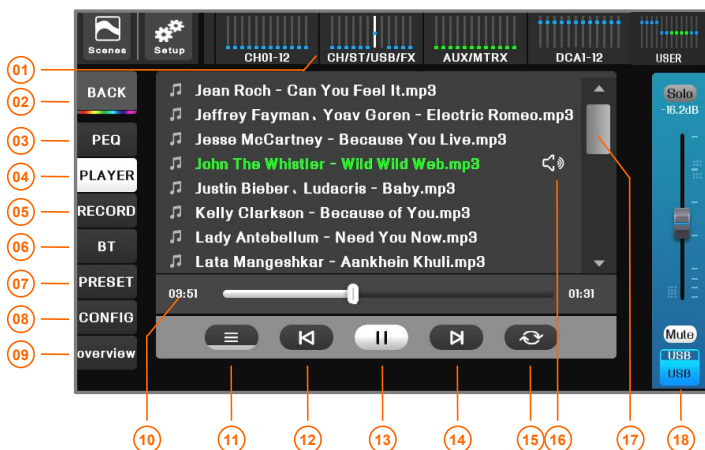 Scenes
Setup
CH01-12
CH/ST/USB/FX
AUX/MTRX
DCA1-12
USER
01
BACK
02
PEQ
03
PLAYER
04
RECORD
05
BT
06
PRESET
07
CONFIG
08
overview
09
Jean Roch - Can You Feel It.mp3
Jeffrey Fayman、Yoav Goren - Electric Romeo.mp3
Jesse McCartney - Because You Live.mp3
John The Whistler - Wild Wild Web.mp3
Justin Bieber、Ludacris - Baby.mp3
Kelly Clarkson - Because of You.mp3
Lady Antebellum - Need You Now.mp3
Lata Mangeshkar - Aankhein Khuli.mp3
03:51
01:31
Solo
-16.2dB
Mute
USB
USB
10
11
12
13
14
15
16
17
18